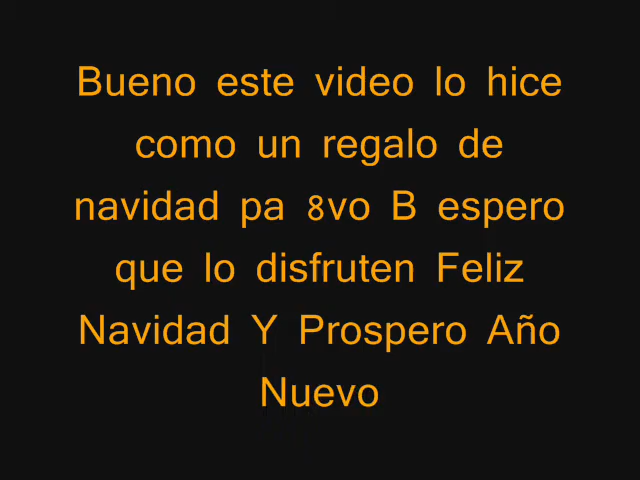 Bueno este video lo hice
como un regalo de
navidad pa 8vo B espero
que lo disfruten Feliz
Navidad Y Prospero Año
Nuevo